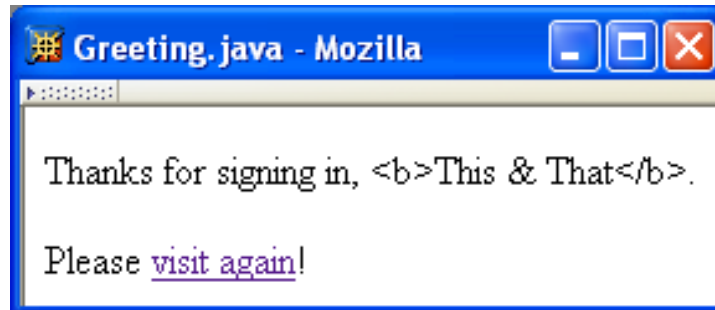 Greeting.java - Mozilla
Thanks for signing in, <b>This & That</b>.
Please visit again!